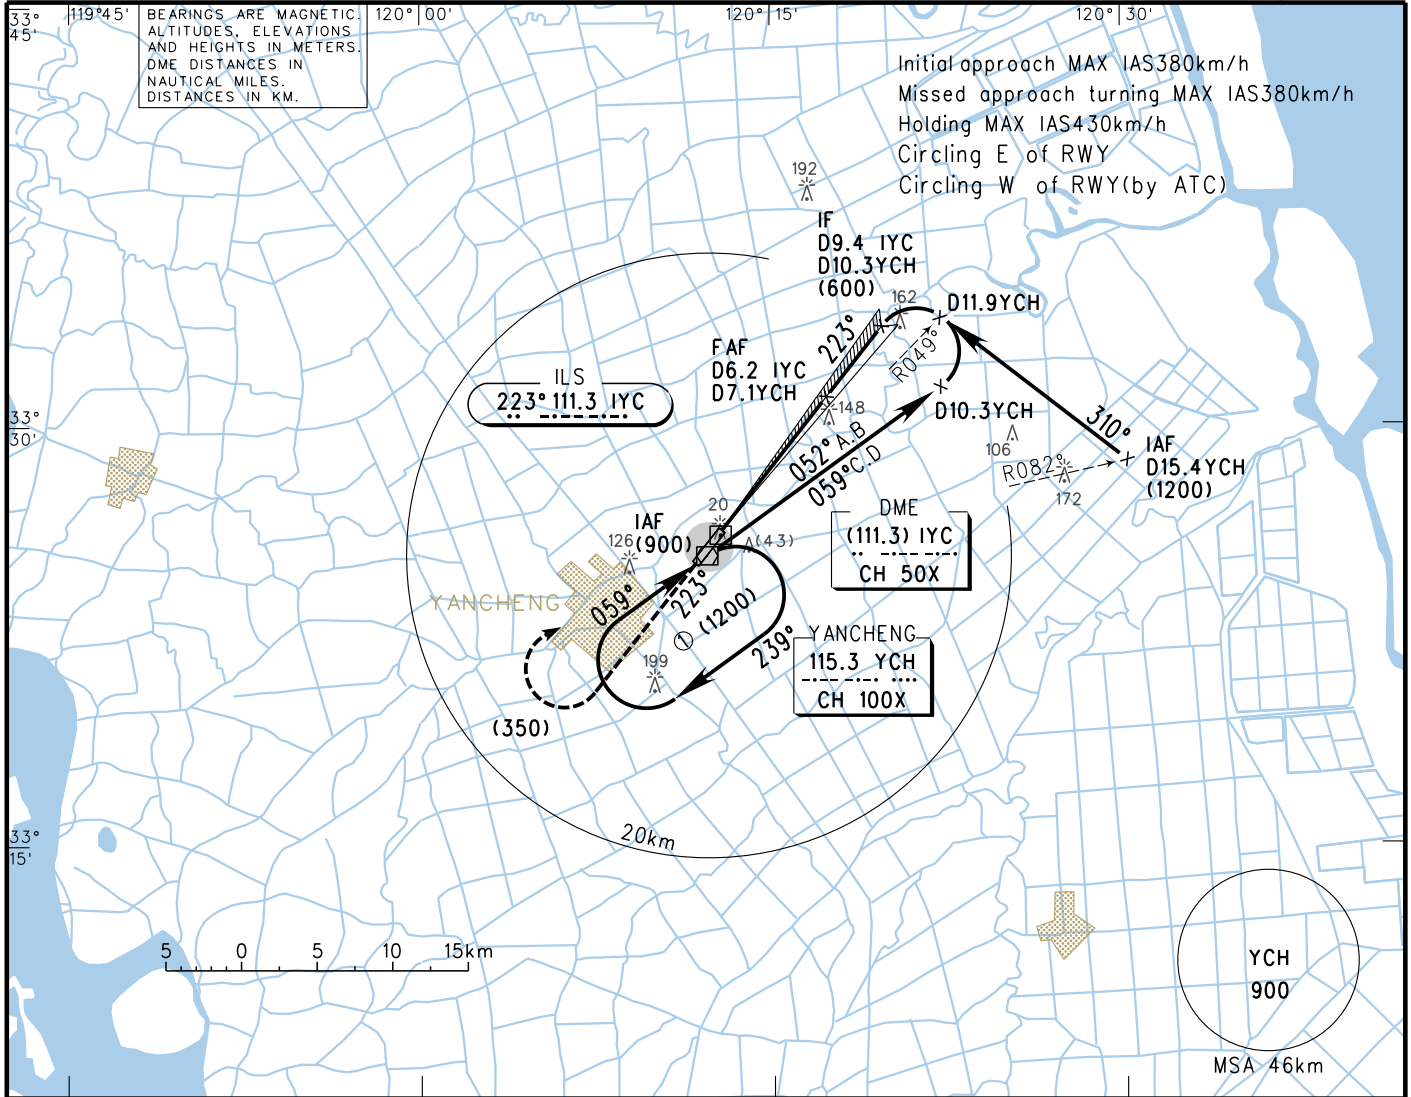 119°45'
120°00'
120°15'
120°30'
33°
45'
BEARINGS ARE MAGNETIC.
ALTITUDES, ELEVATIONS
AND HEIGHTS IN METERS.
DME DISTANCES IN
NAUTICAL MILES.
DISTANCES IN KM.
Initial approach MAX IAS380km/h
Missed approach turning MAX IAS380km/h
Holding MAX IAS430km/h
Circling E of RWY
Circling W of RWY(by ATC)
192
IF
D9.4 IYC
D10.3YCH
(600)
162
D11.9YCH
223°
R049°
FAF
D6.2 IYC
D7.1YCH
ILS
223° 111.3 IYC
148
D10.3YCH
33°
30'
052° A.B
059° C.D
106
310°
IAF
D15.4YCH
(1200)
R082°
172
20
DME
(111.3) IYC
CH 50X
IAF
(900)
126
(43)
YANCHENG
059°
223°
1 (1200)
239°
YANCHENG
115.3 YCH
CH 100X
199
(350)
20km
33°
15'
5 0 5 10 15km
YCH
900
MSA 46km